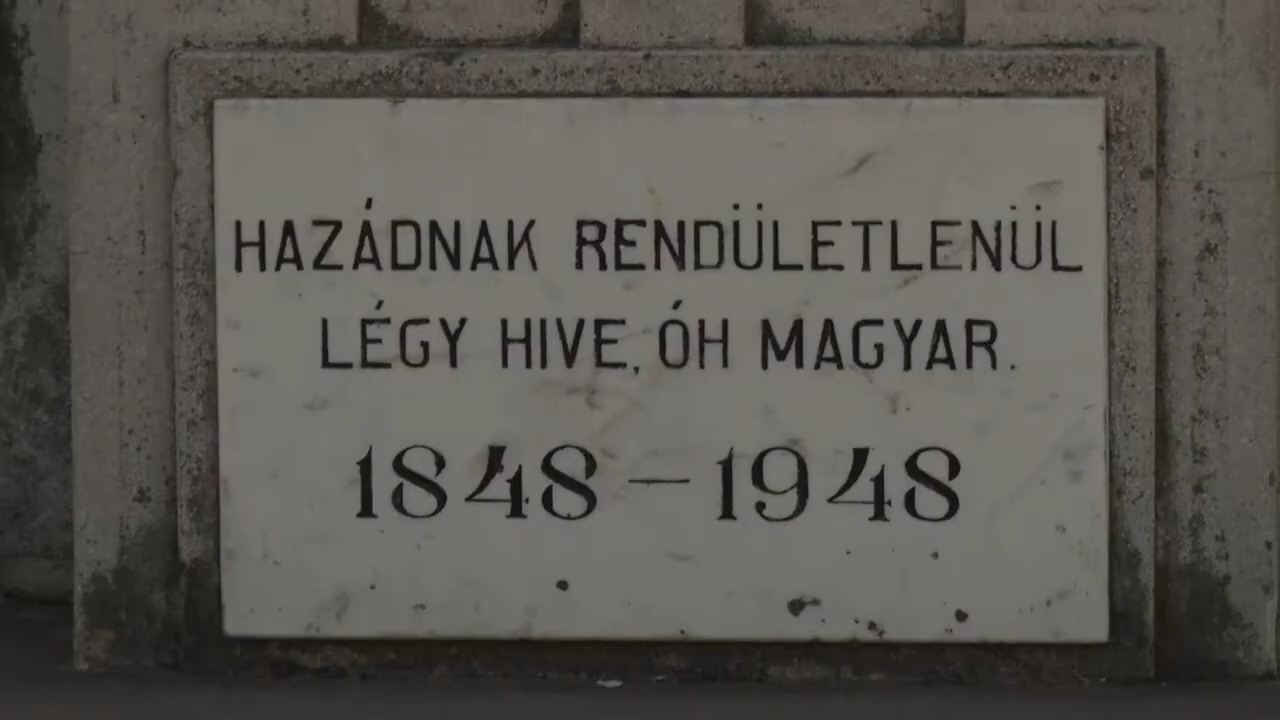 HAZÁDNAK RENDÜLETLENÜL
LÉGY HIVE, ÓH MAGYAR.
1848 – 1948